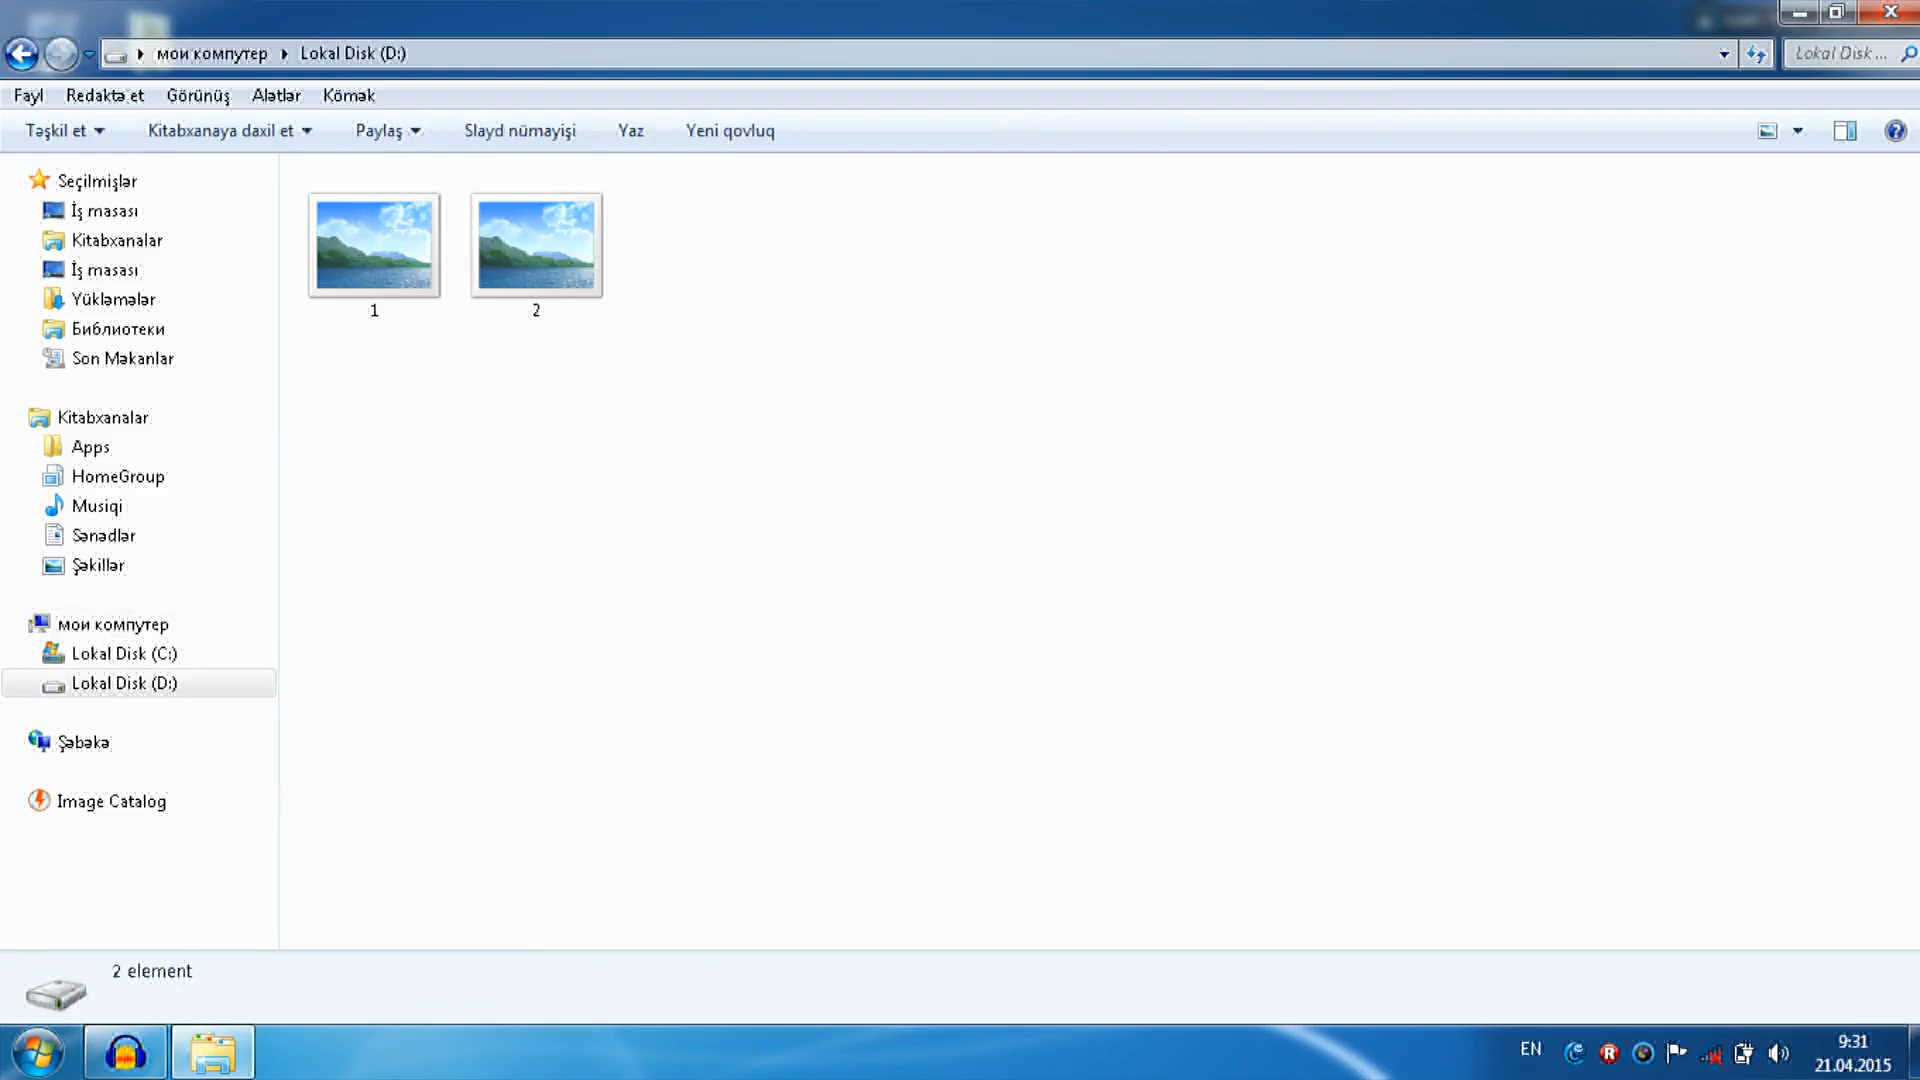 мои компутер Lokal Disk (D:)
Lokal Disk ...
Fayl Redaktə et Görünüş Alətlər Kömək
Təşkil et Kitabxanaya daxil et Paylaş Slayd nümayişi Yaz Yeni qovluq
Seçilmişlər
İş masası
Kitabxanalar
İş masası
Yükləmələr
Библиотеки
Son Məkanlar
Kitabxanalar
Apps
HomeGroup
Musiqi
Sənədlər
Şəkillər
мои компутер
Lokal Disk (C:)
Lokal Disk (D:)
Şəbəkə
Image Catalog
1
2
2 element
EN
9:31
21.04.2015